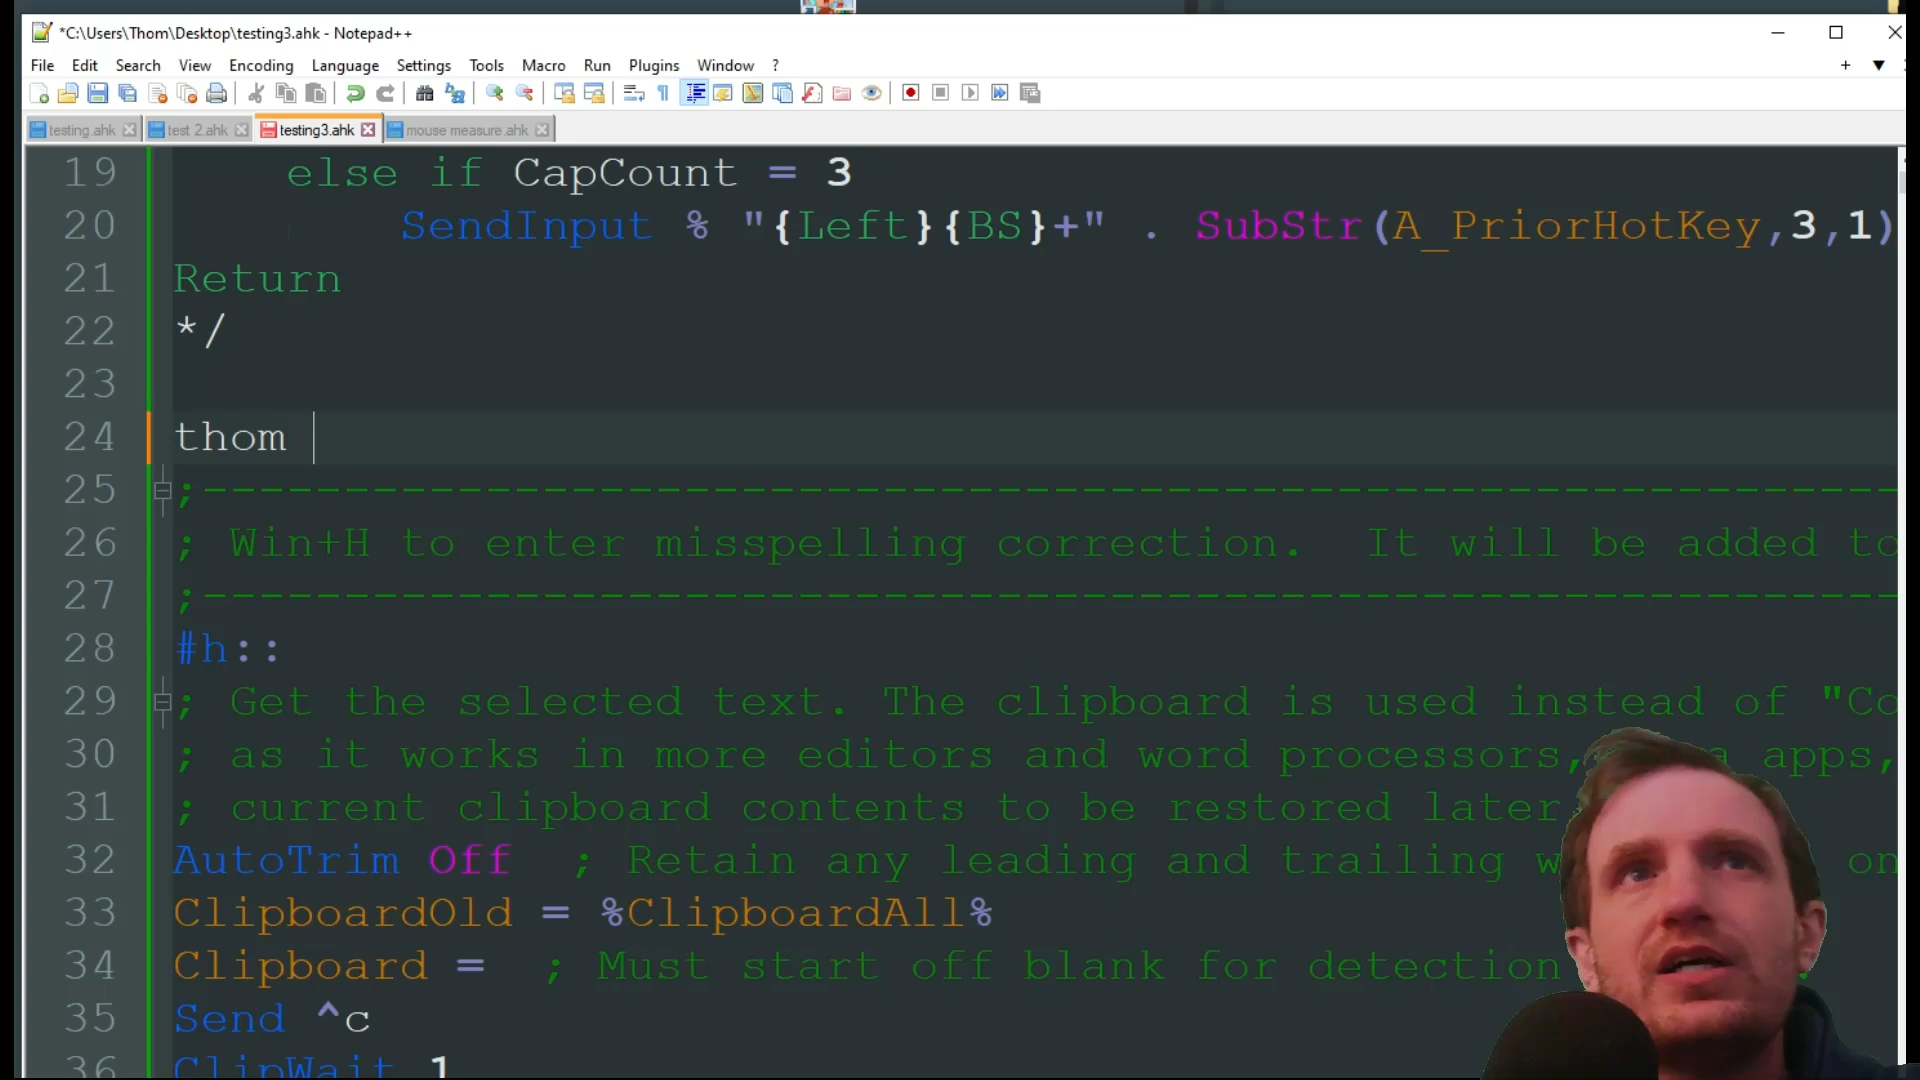 *C:\Users\Thom\Desktop\testing3.ahk - Notepad++
File Edit Search View Encoding Language Settings Tools Macro Run Plugins Window ?
testing.ahk test 2.ahk testing3.ahk mouse measure.ahk
19 else if CapCount = 3
20 SendInput % "{Left}{BS}+" . SubStr(A_PriorHotKey,3,1)
21 Return
22 */
23
24 thom
25 ;-------------------------------------------------------------
26 ; Win+H to enter misspelling correction.  It will be added to
27 ;-------------------------------------------------------------
28 #h::
29 ; Get the selected text. The clipboard is used instead of "Co
30 ; as it works in more editors and word processors, apps,
31 ; current clipboard contents to be restored later
32 AutoTrim Off  ; Retain any leading and trailing on
33 ClipboardOld = %ClipboardAll%
34 Clipboard =  ; Must start off blank for detection
35 Send ^c
36 ClipWait 1